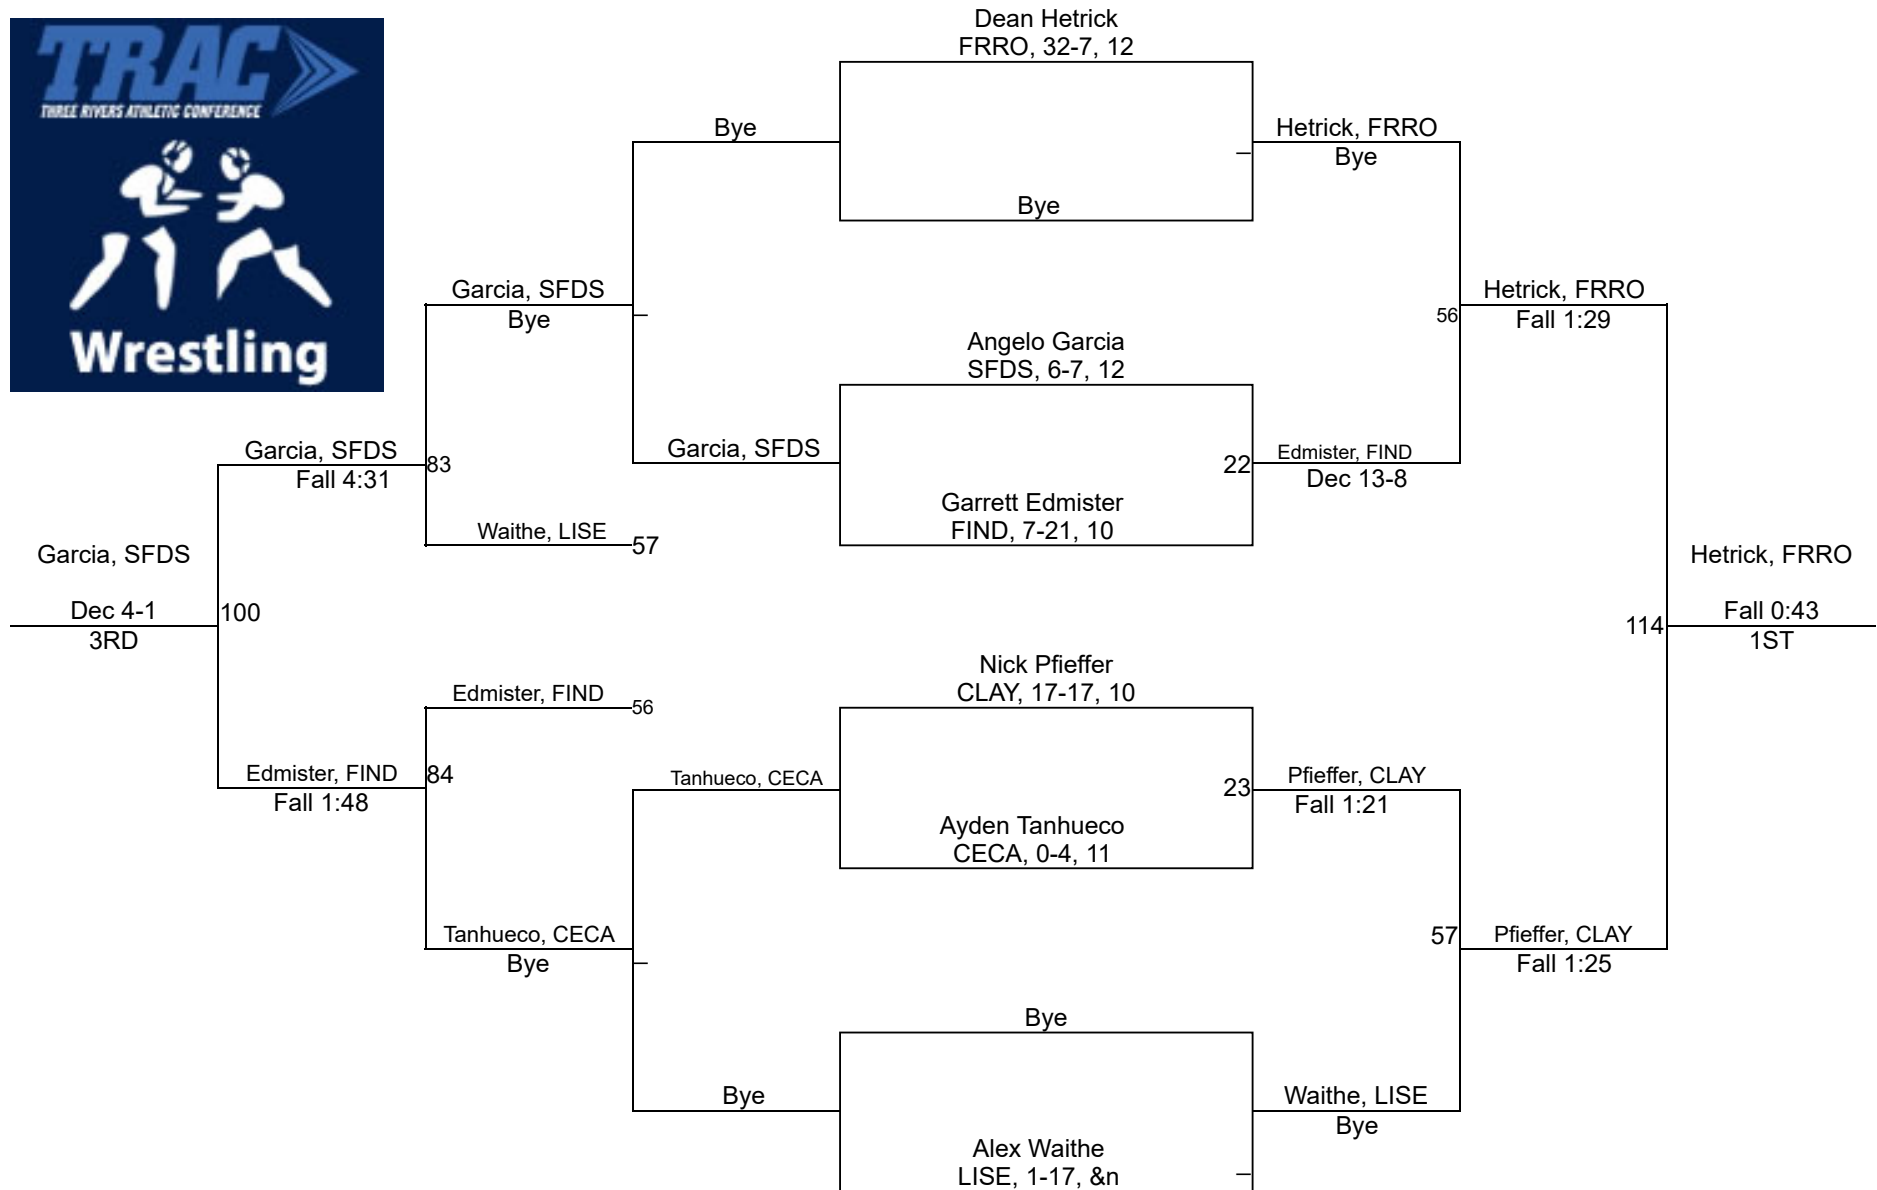 TRAC
THREE RIVERS ATHLETIC CONFERENCE
Wrestling
Dean Hetrick
FRRO, 32-7, 12
Bye
Hetrick, FRRO
Bye
Bye
Garcia, SFDS
Bye
Hetrick, FRRO
56
Fall 1:29
Angelo Garcia
SFDS, 6-7, 12
Garcia, SFDS
83
Fall 4:31
Garcia, SFDS
22
Edmister, FIND
Dec 13-8
Garrett Edmister
FIND, 7-21, 10
Waithe, LISE
57
Garcia, SFDS
Dec 4-1
3RD
100
Hetrick, FRRO
114
Fall 0:43
1ST
Nick Pfieffer
CLAY, 17-17, 10
Edmister, FIND
56
Edmister, FIND
84
Fall 1:48
Tanhueco, CECA
23
Pfieffer, CLAY
Fall 1:21
Ayden Tanhueco
CECA, 0-4, 11
Tanhueco, CECA
Bye
57
Pfieffer, CLAY
Fall 1:25
Bye
Bye
Waithe, LISE
Bye
Alex Waithe
LISE, 1-17, &n